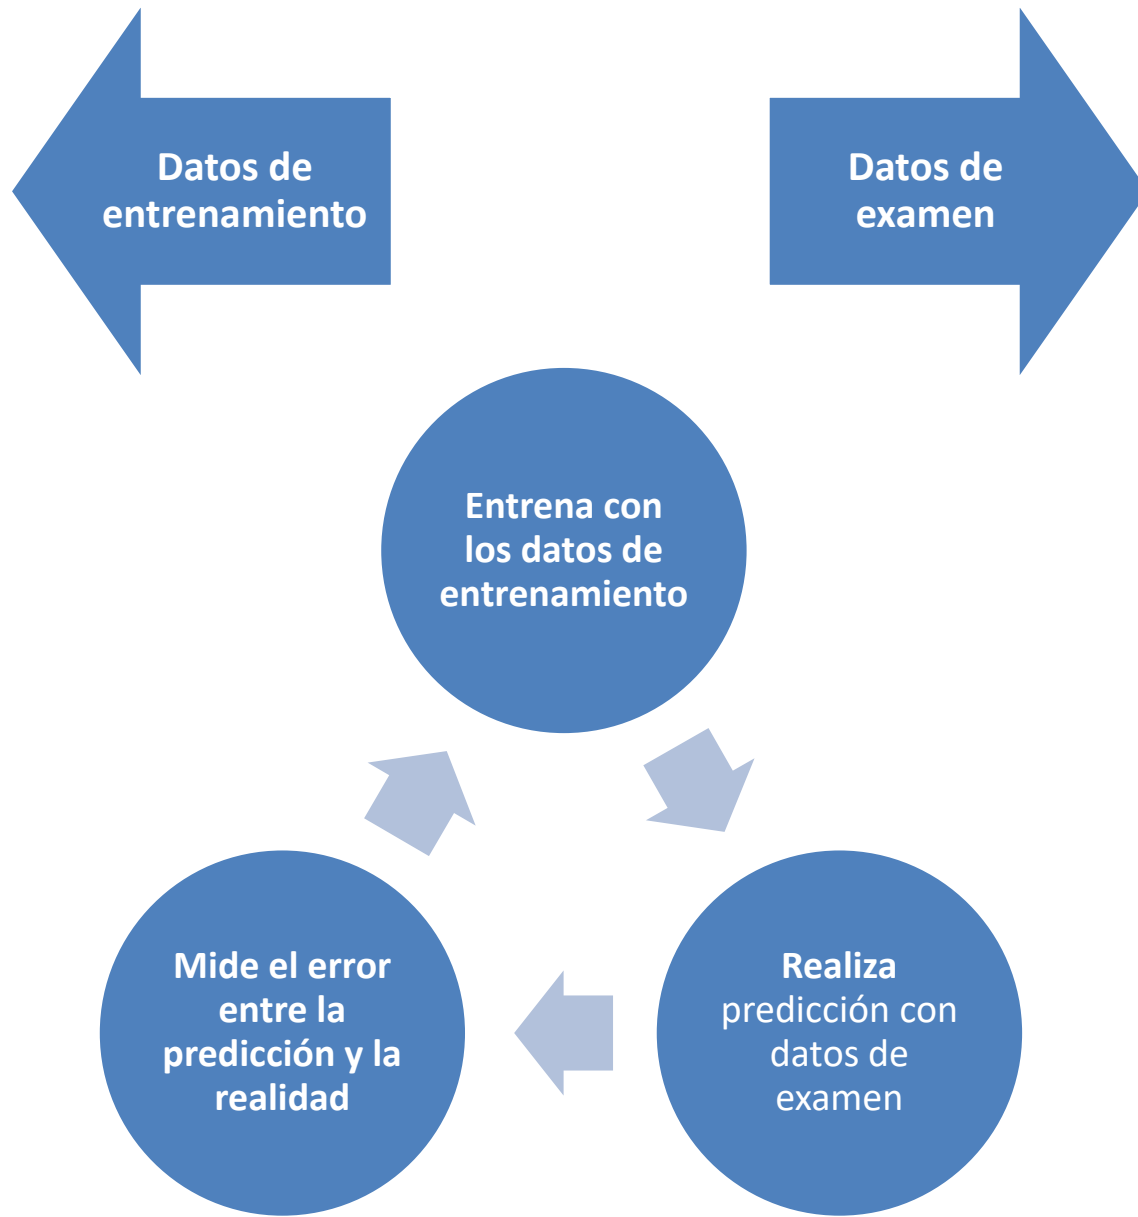 Datos de
entrenamiento
Datos de
examen
Entrena con
los datos de
entrenamiento
Realiza
predicción con
datos de
examen
Mide el error
entre la
predicción y la
realidad